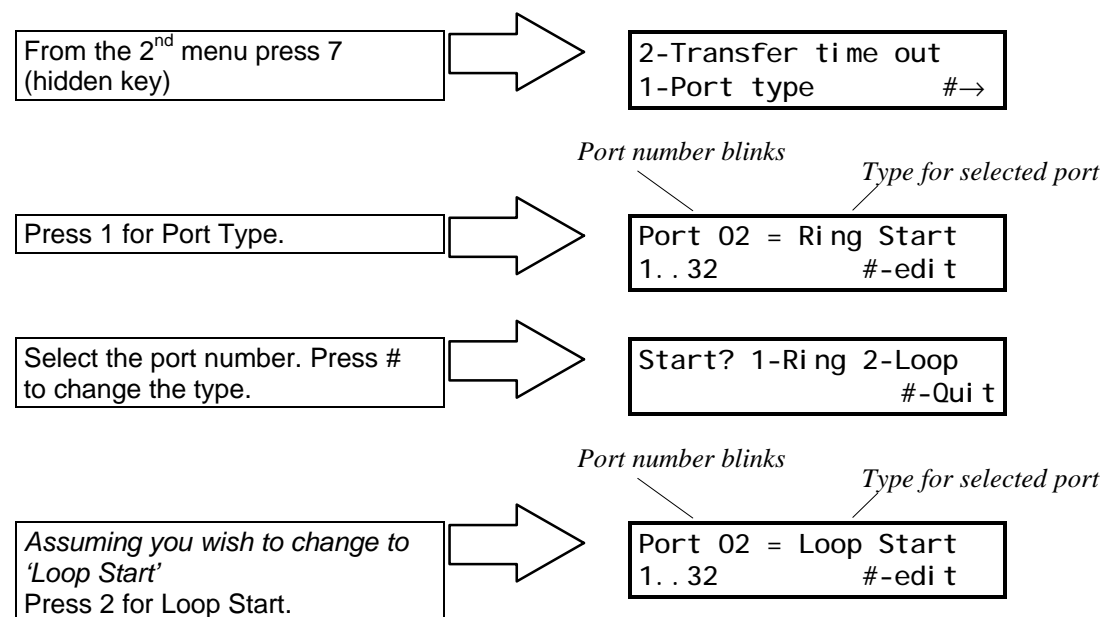 From the 2nd menu press 7
(hidden key)
2-Transfer time out
1-Port type #→
Port number blinks
Type for selected port
Press 1 for Port Type.
Port 02 = Ring Start
1..32 #-edit
Select the port number. Press #
to change the type.
Start? 1-Ring 2-Loop
#-Quit
Port number blinks
Type for selected port
Assuming you wish to change to
'Loop Start'
Press 2 for Loop Start.
Port 02 = Loop Start
1..32 #-edit